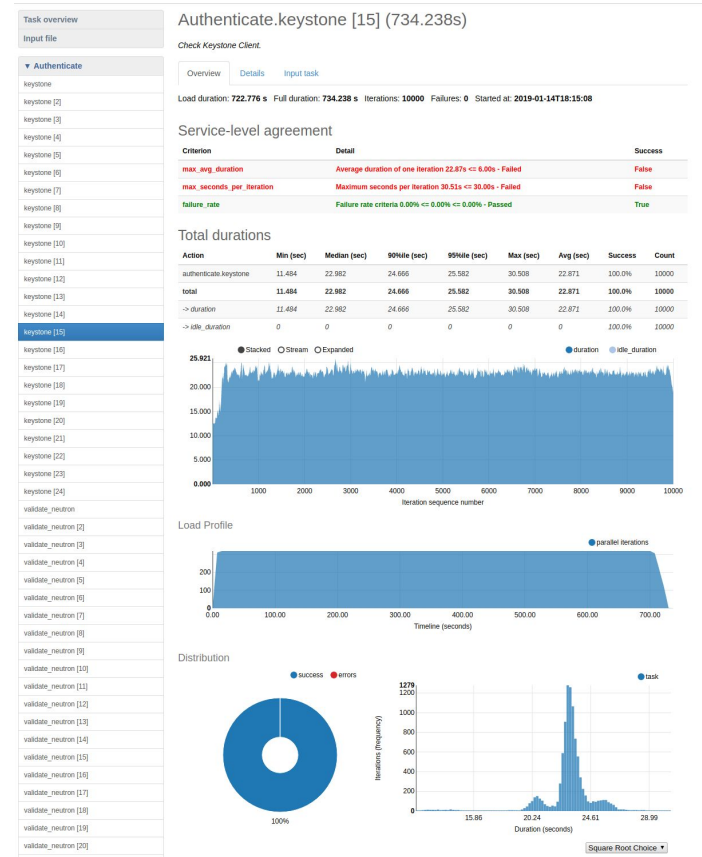 Task overview
Input file
▼ Authenticate
keystone
keystone [2]
keystone [3]
keystone [4]
keystone [5]
keystone [6]
keystone [7]
keystone [8]
keystone [9]
keystone [10]
keystone [11]
keystone [12]
keystone [13]
keystone [14]
keystone [15]
keystone [16]
keystone [17]
keystone [18]
keystone [19]
keystone [20]
keystone [21]
keystone [22]
keystone [23]
keystone [24]
validate_neutron
validate_neutron [2]
validate_neutron [3]
validate_neutron [4]
validate_neutron [5]
validate_neutron [6]
validate_neutron [7]
validate_neutron [8]
validate_neutron [9]
validate_neutron [10]
validate_neutron [11]
validate_neutron [12]
validate_neutron [13]
validate_neutron [14]
validate_neutron [15]
validate_neutron [16]
validate_neutron [17]
validate_neutron [18]
validate_neutron [19]
validate_neutron [20]
Authenticate.keystone [15] (734.238s)
Check Keystone Client.
Overview Details Input task
Load duration: 722.776 s Full duration: 734.238 s Iterations: 10000 Failures: 0 Started at: 2019-01-14T18:15:08
Service-level agreement
Criterion Detail Success
max_avg_duration Average duration of one iteration 22.87s <= 6.00s - Failed False
max_seconds_per_iteration Maximum seconds per iteration 30.51s <= 30.00s - Failed False
failure_rate Failure rate criteria 0.00% <= 0.00% <= 0.00% - Passed True
Total durations
Action Min (sec) Median (sec) 90%ile (sec) 95%ile (sec) Max (sec) Avg (sec) Success Count
authenticate.keystone 11.484 22.982 24.666 25.582 30.508 22.871 100.0% 10000
total 11.484 22.982 24.666 25.582 30.508 22.871 100.0% 10000
-> duration 11.484 22.982 24.666 25.582 30.508 22.871 100.0% 10000
-> idle_duration 0 0 0 0 0 0 100.0% 10000
Stacked Stream Expanded duration idle_duration
25.921
20.000
15.000
10.000
5.000
0.000
1000 2000 3000 4000 5000 6000 7000 8000 9000 10000
Iteration sequence number
Load Profile
parallel iterations
200
100
0
0.00 100.00 200.00 300.00 400.00 500.00 600.00 700.00
Timeline (seconds)
Distribution
success errors
100%
task
1279
1200
1000
800
600
400
200
0
Iterations (frequency)
15.86 20.24 24.61 28.99
Duration (seconds)
Square Root Choice ▼